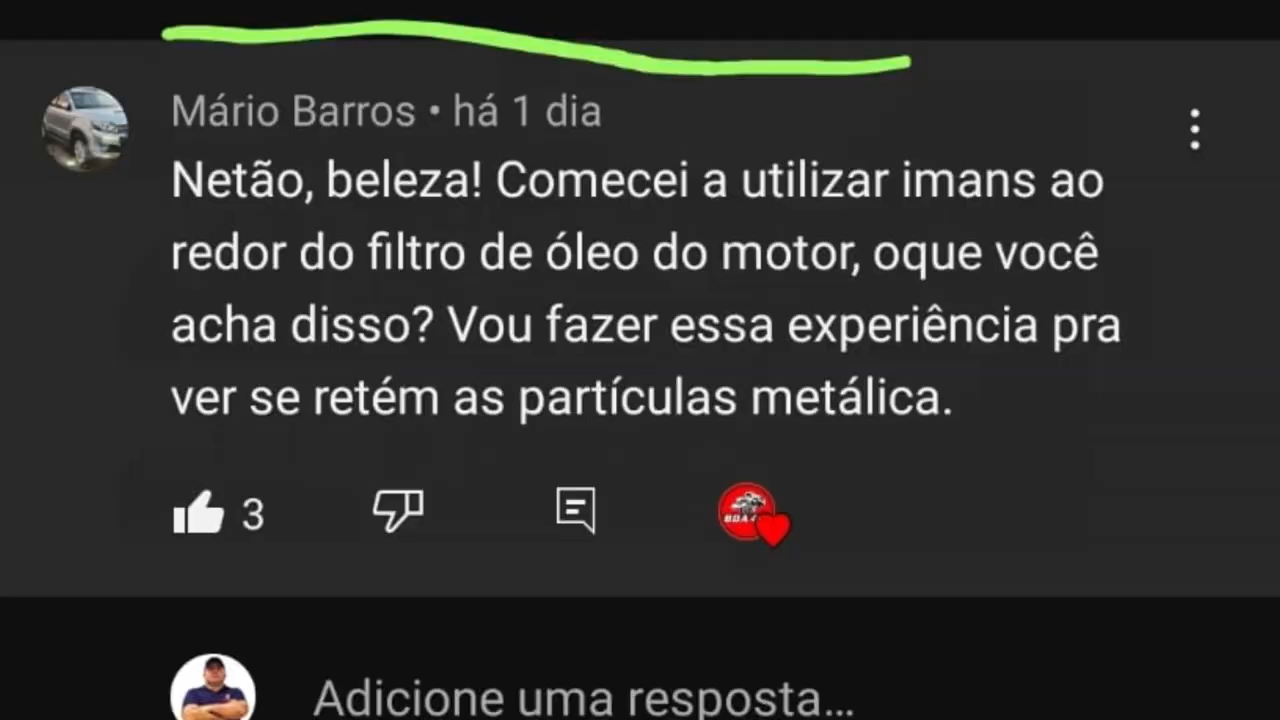 Mário Barros • há 1 dia
Netão, beleza! Comecei a utilizar imans ao
redor do filtro de óleo do motor, oque você
acha disso? Vou fazer essa experiência pra
ver se retém as partículas metálica.
3
Adicione uma resposta...